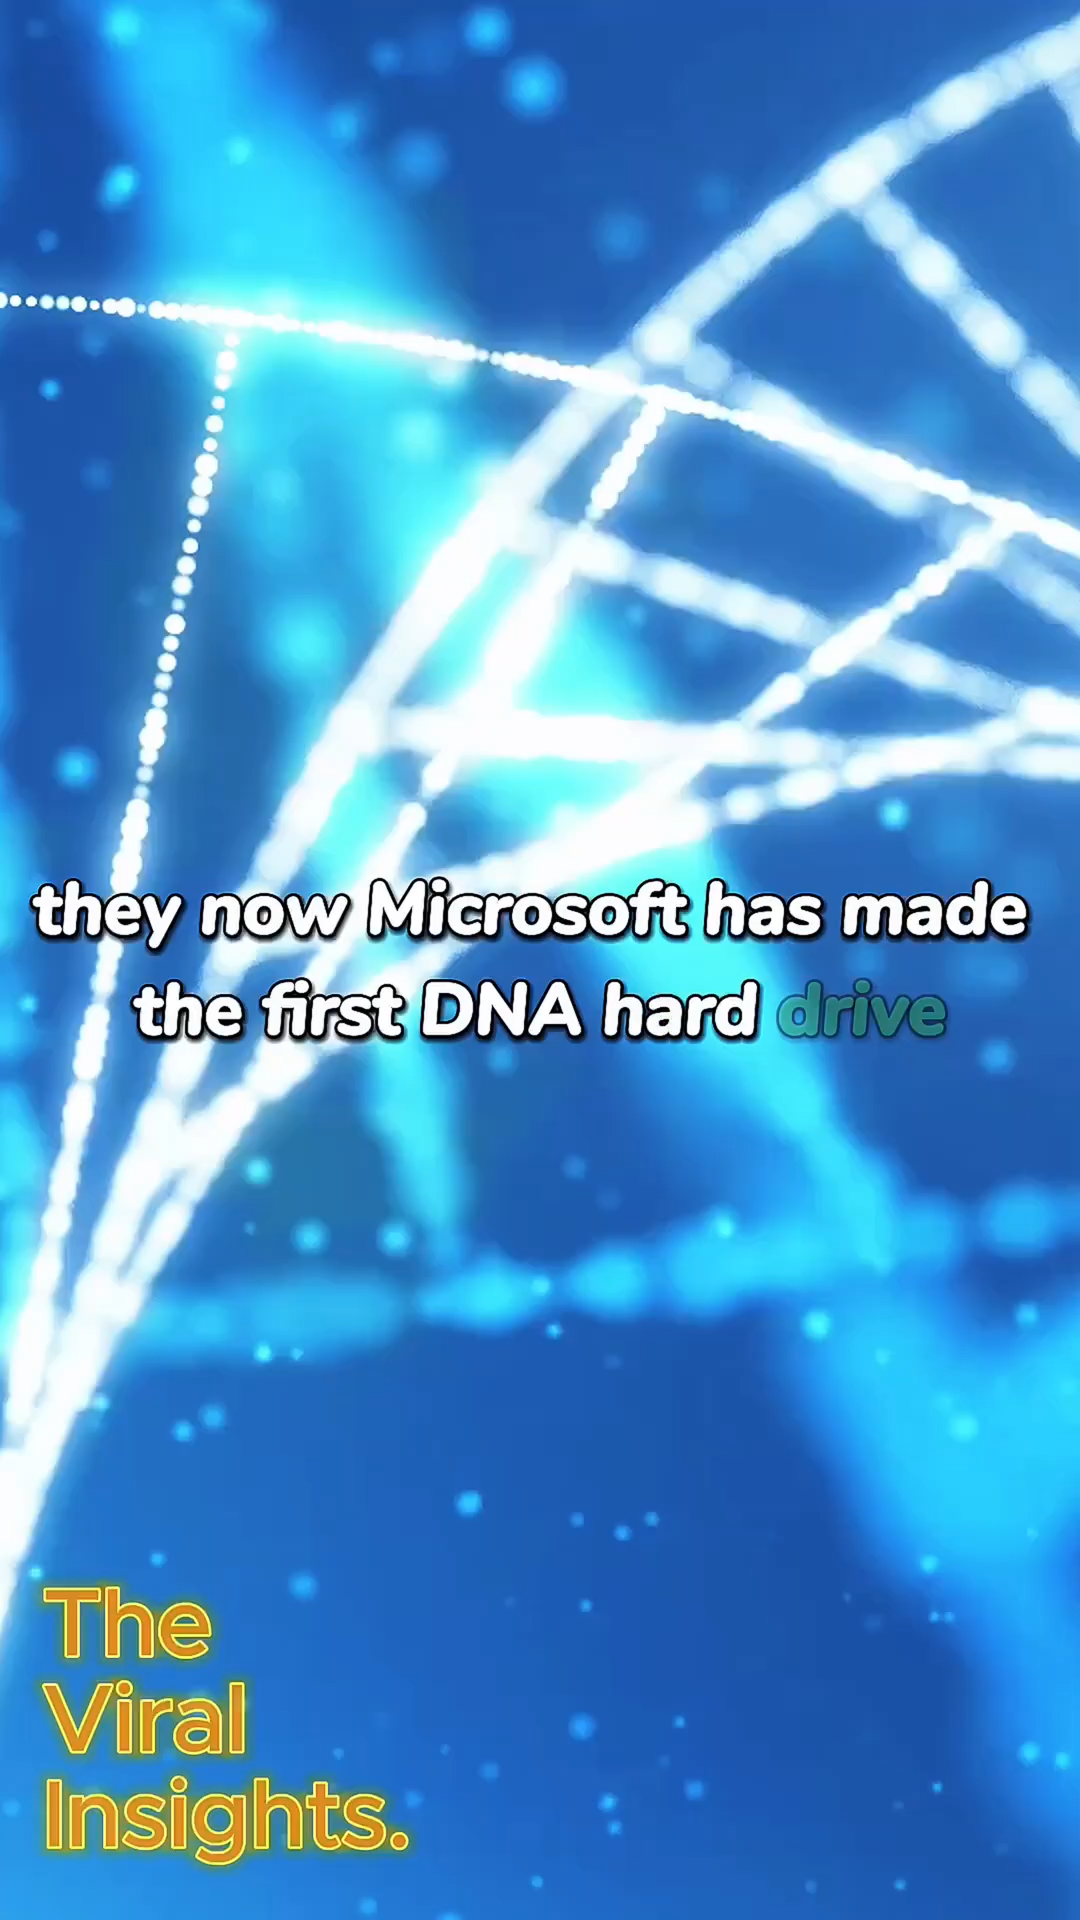 they now Microsoft has made
the first DNA hard drive
The
Viral
Insights.